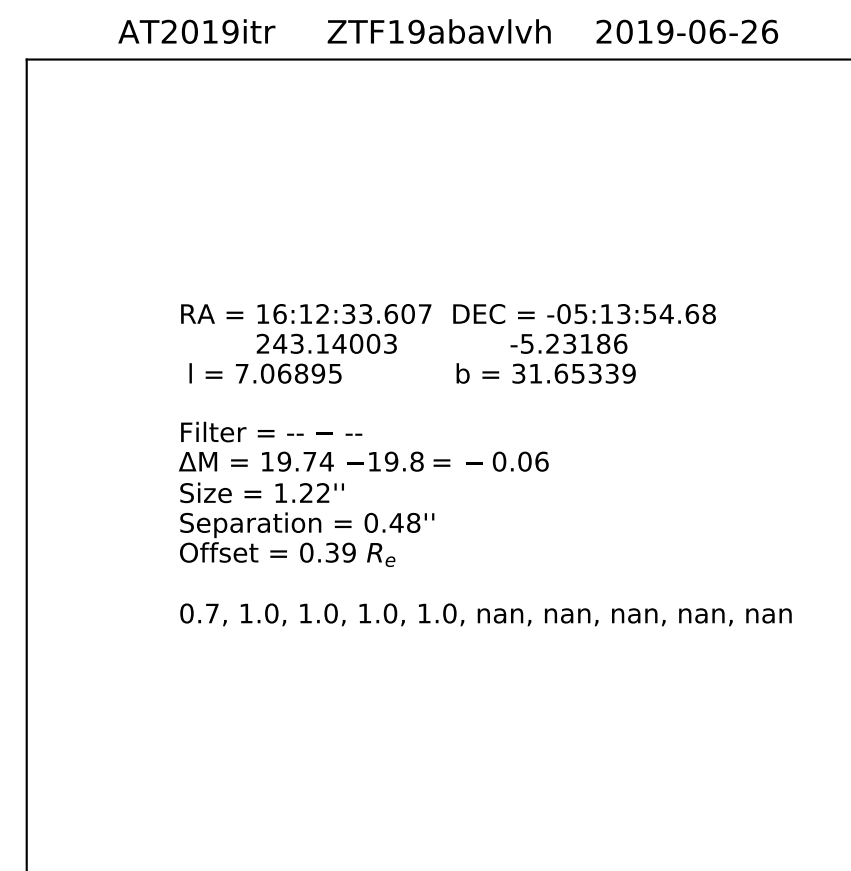 AT2019itr ZTF19abavlvh 2019-06-26
RA = 16:12:33.607 DEC = -05:13:54.68
243.14003 -5.23186
l = 7.06895 b = 31.65339
Filter = -- − --
ΔM = 19.74 −19.8 = − 0.06
Size = 1.22''
Separation = 0.48''
Offset = 0.39 Rₑ
0.7, 1.0, 1.0, 1.0, 1.0, nan, nan, nan, nan, nan